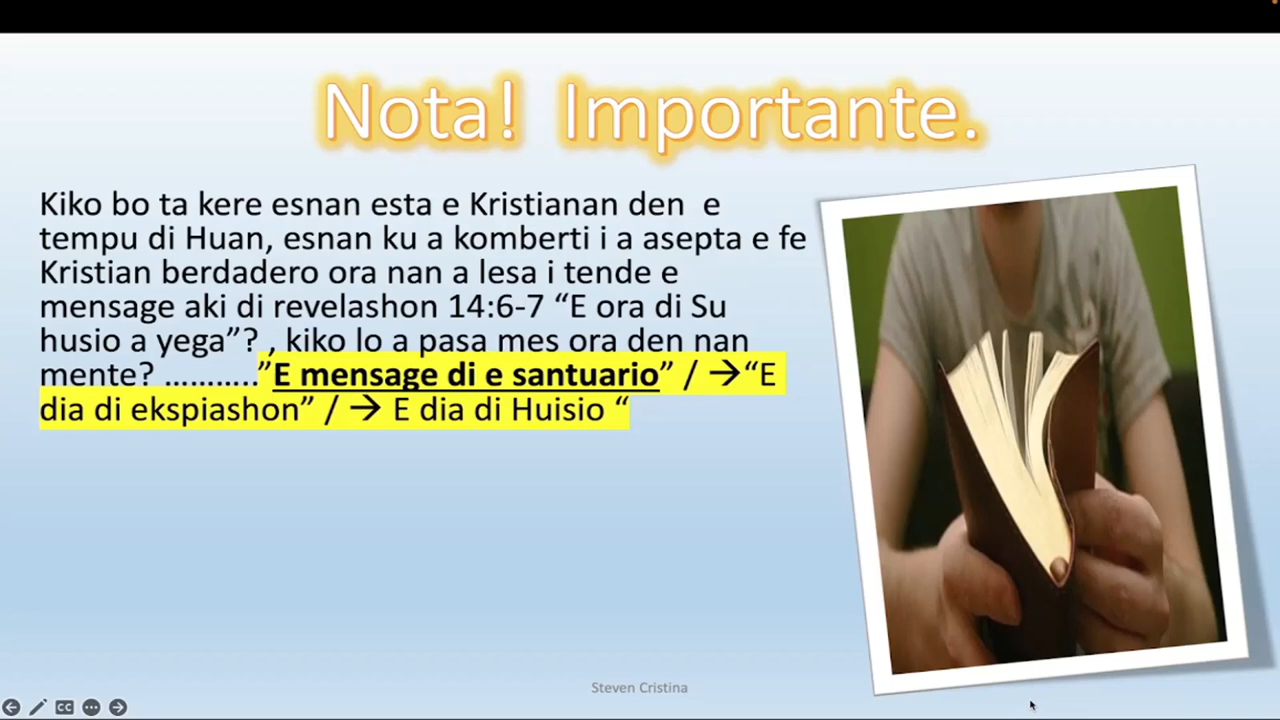 Nota!  Importante.
Kiko bo ta kere esnan esta e Kristianan den  e
tempu di Huan, esnan ku a komberti i a asepta e fe
Kristian berdadero ora nan a lesa i tende e
mensage aki di revelashon 14:6-7 “E ora di Su
husio a yega”? , kiko lo a pasa mes ora den nan
mente? ………..”E mensage di e santuario” / →“E
dia di ekspiashon” / → E dia di Huisio “
Steven Cristina
CC